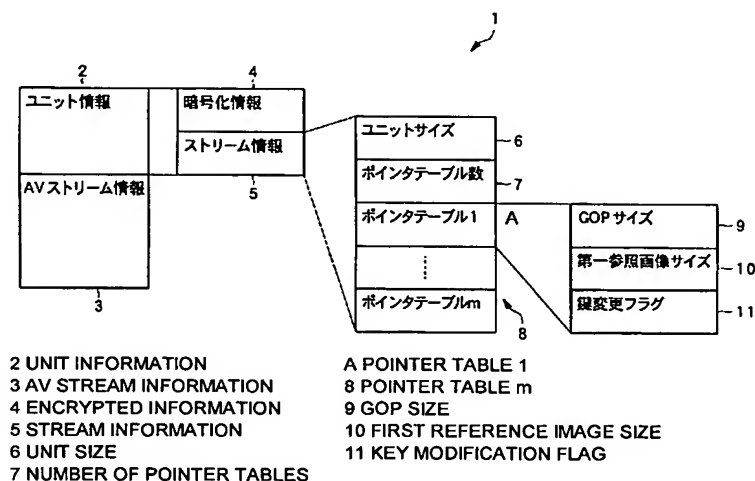 1
2
4
ユニット情報
暗号化情報
ストリーム情報
ユニットサイズ
6
AVストリーム情報
5
ポインタテーブル数
7
ポインタテーブル1
A
GOPサイズ
9
第一参照画像サイズ
10
3
ポインタテーブルm
8
鍵変更フラグ
11
2 UNIT INFORMATION
3 AV STREAM INFORMATION
4 ENCRYPTED INFORMATION
5 STREAM INFORMATION
6 UNIT SIZE
7 NUMBER OF POINTER TABLES
A POINTER TABLE 1
8 POINTER TABLE m
9 GOP SIZE
10 FIRST REFERENCE IMAGE SIZE
11 KEY MODIFICATION FLAG